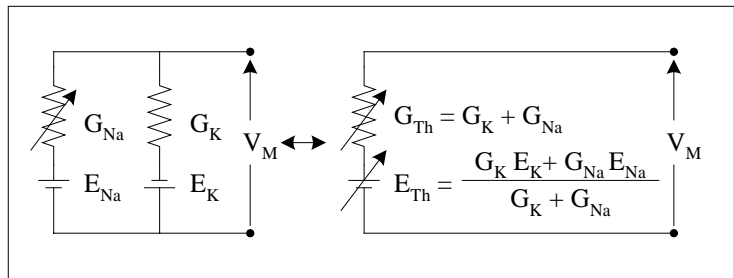 G_Na
E_Na
G_K
E_K
V_M
G_Th = G_K + G_Na
E_Th = G_K E_K + G_Na E_Na
G_K + G_Na
V_M